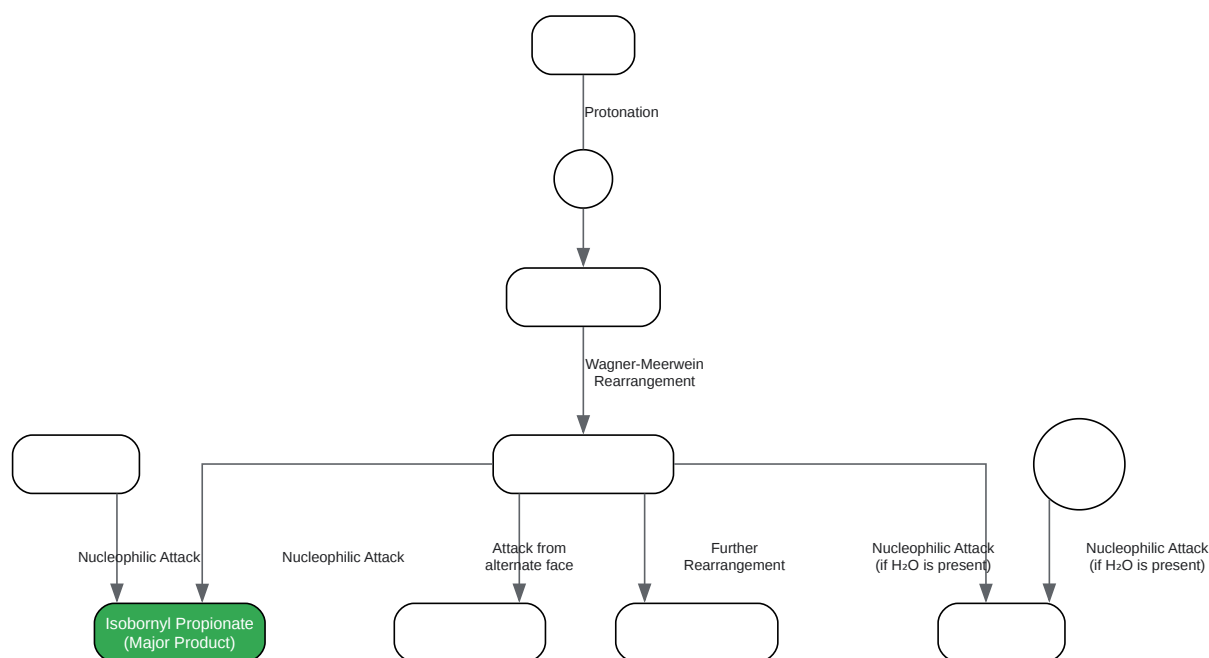 Protonation
Wagner-Meerwein
Rearrangement
Nucleophilic Attack
Nucleophilic Attack
Attack from
alternate face
Further
Rearrangement
Nucleophilic Attack
(if H₂O is present)
Nucleophilic Attack
(if H₂O is present)
Isobornyl Propionate
(Major Product)